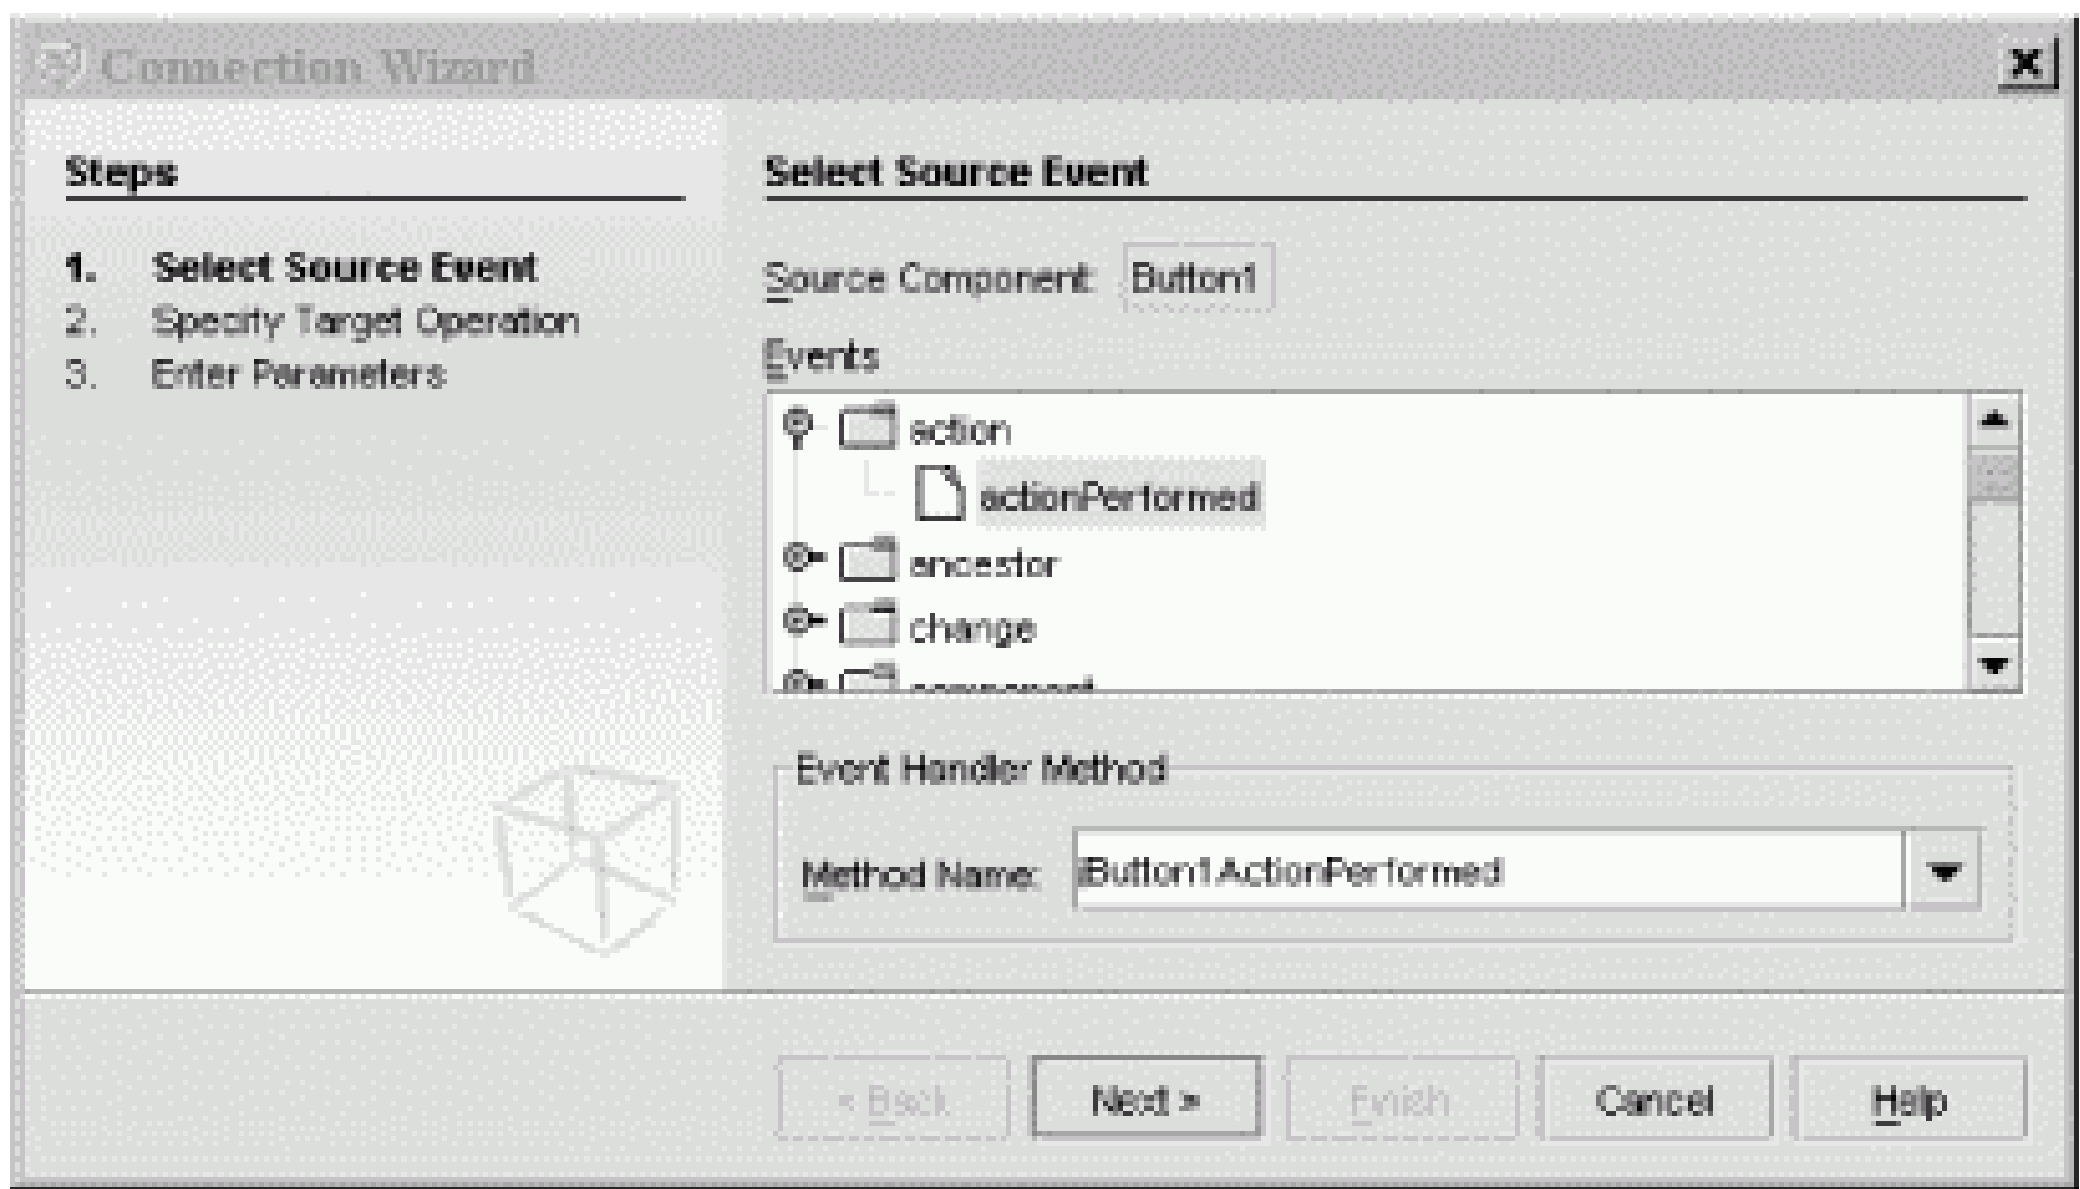 Connection Wizard
Steps
1. Select Source Event
2. Specify Target Operation
3. Enter Parameters
Select Source Event
Source Component: Button1
Events
action
actionPerformed
ancestor
change
component
Event Handler Method
Method Name: jButton1ActionPerformed
< Back Next > Finish Cancel Help